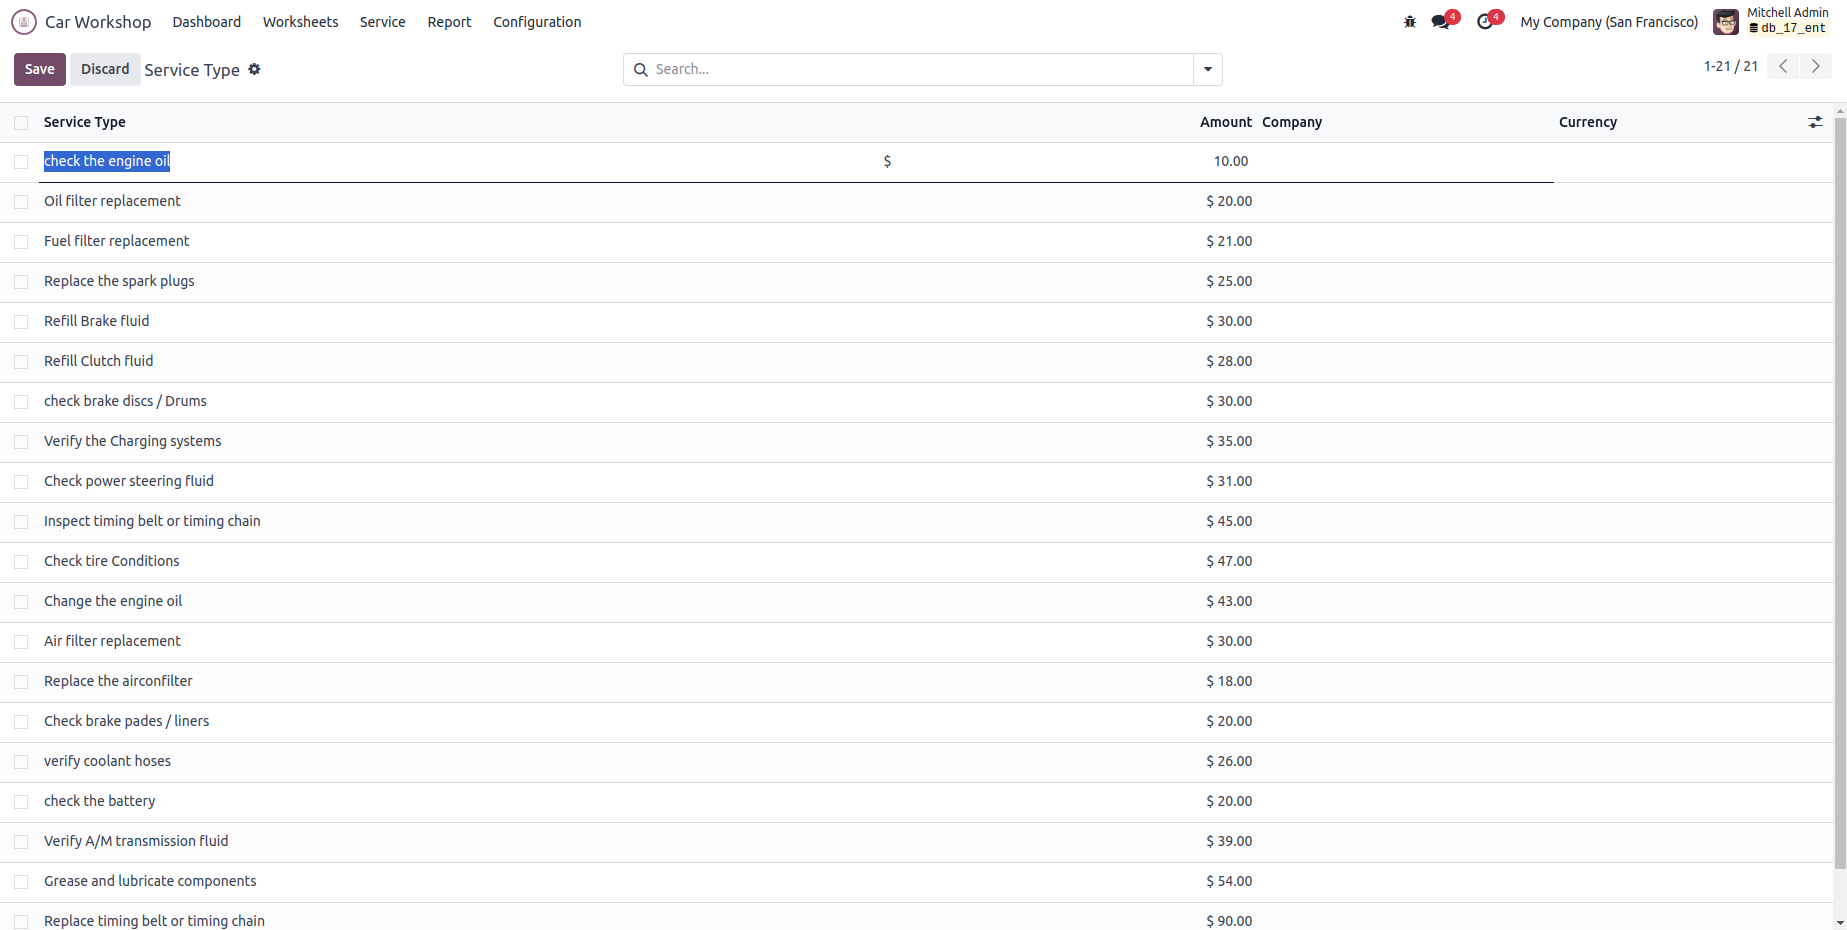 Car Workshop Dashboard Worksheets Service Report Configuration 4 4 My Company (San Francisco) Mitchell Admin
db_17_ent
Save Discard Service Type Search... 1-21 / 21
Service Type Amount Company Currency
check the engine oil $ 10.00
Oil filter replacement $ 20.00
Fuel filter replacement $ 21.00
Replace the spark plugs $ 25.00
Refill Brake fluid $ 30.00
Refill Clutch fluid $ 28.00
check brake discs / Drums $ 30.00
Verify the Charging systems $ 35.00
Check power steering fluid $ 31.00
Inspect timing belt or timing chain $ 45.00
Check tire Conditions $ 47.00
Change the engine oil $ 43.00
Air filter replacement $ 30.00
Replace the airconfilter $ 18.00
Check brake pades / liners $ 20.00
verify coolant hoses $ 26.00
check the battery $ 20.00
Verify A/M transmission fluid $ 39.00
Grease and lubricate components $ 54.00
Replace timing belt or timing chain $ 90.00